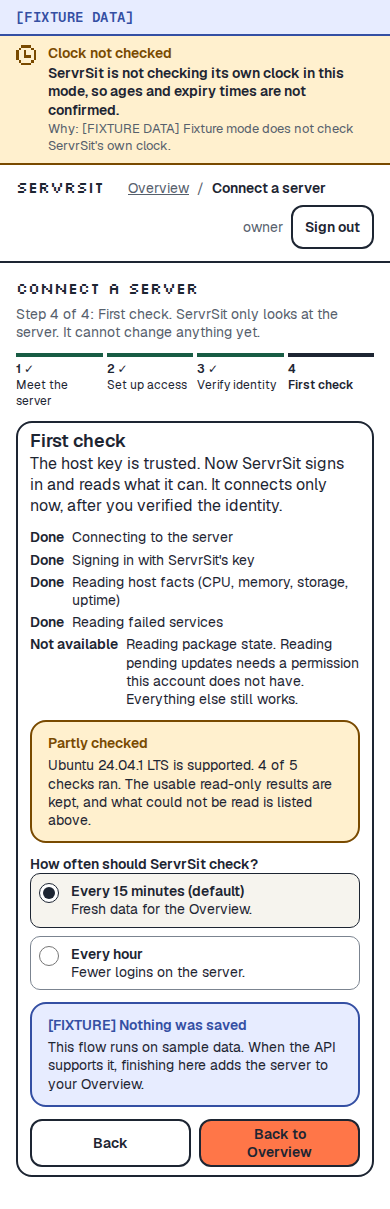 [FIXTURE DATA]
Clock not checked
ServrSit is not checking its own clock in this
mode, so ages and expiry times are not
confirmed.
Why: [FIXTURE DATA] Fixture mode does not check
ServrSit's own clock.
SERVRSIT
Overview / Connect a server
owner
Sign out
CONNECT A SERVER
Step 4 of 4: First check. ServrSit only looks at the
server. It cannot change anything yet.
1 ✓
Meet the
server
2 ✓
Set up access
3 ✓
Verify identity
4
First check
First check
The host key is trusted. Now ServrSit signs
in and reads what it can. It connects only
now, after you verified the identity.
Done Connecting to the server
Done Signing in with ServrSit's key
Done Reading host facts (CPU, memory, storage,
uptime)
Done Reading failed services
Not available Reading package state. Reading
pending updates needs a permission
this account does not have.
Everything else still works.
Partly checked
Ubuntu 24.04.1 LTS is supported. 4 of 5
checks ran. The usable read-only results are
kept, and what could not be read is listed
above.
How often should ServrSit check?
Every 15 minutes (default)
Fresh data for the Overview.
Every hour
Fewer logins on the server.
[FIXTURE] Nothing was saved
This flow runs on sample data. When the API
supports it, finishing here adds the server to
your Overview.
Back
Back to
Overview